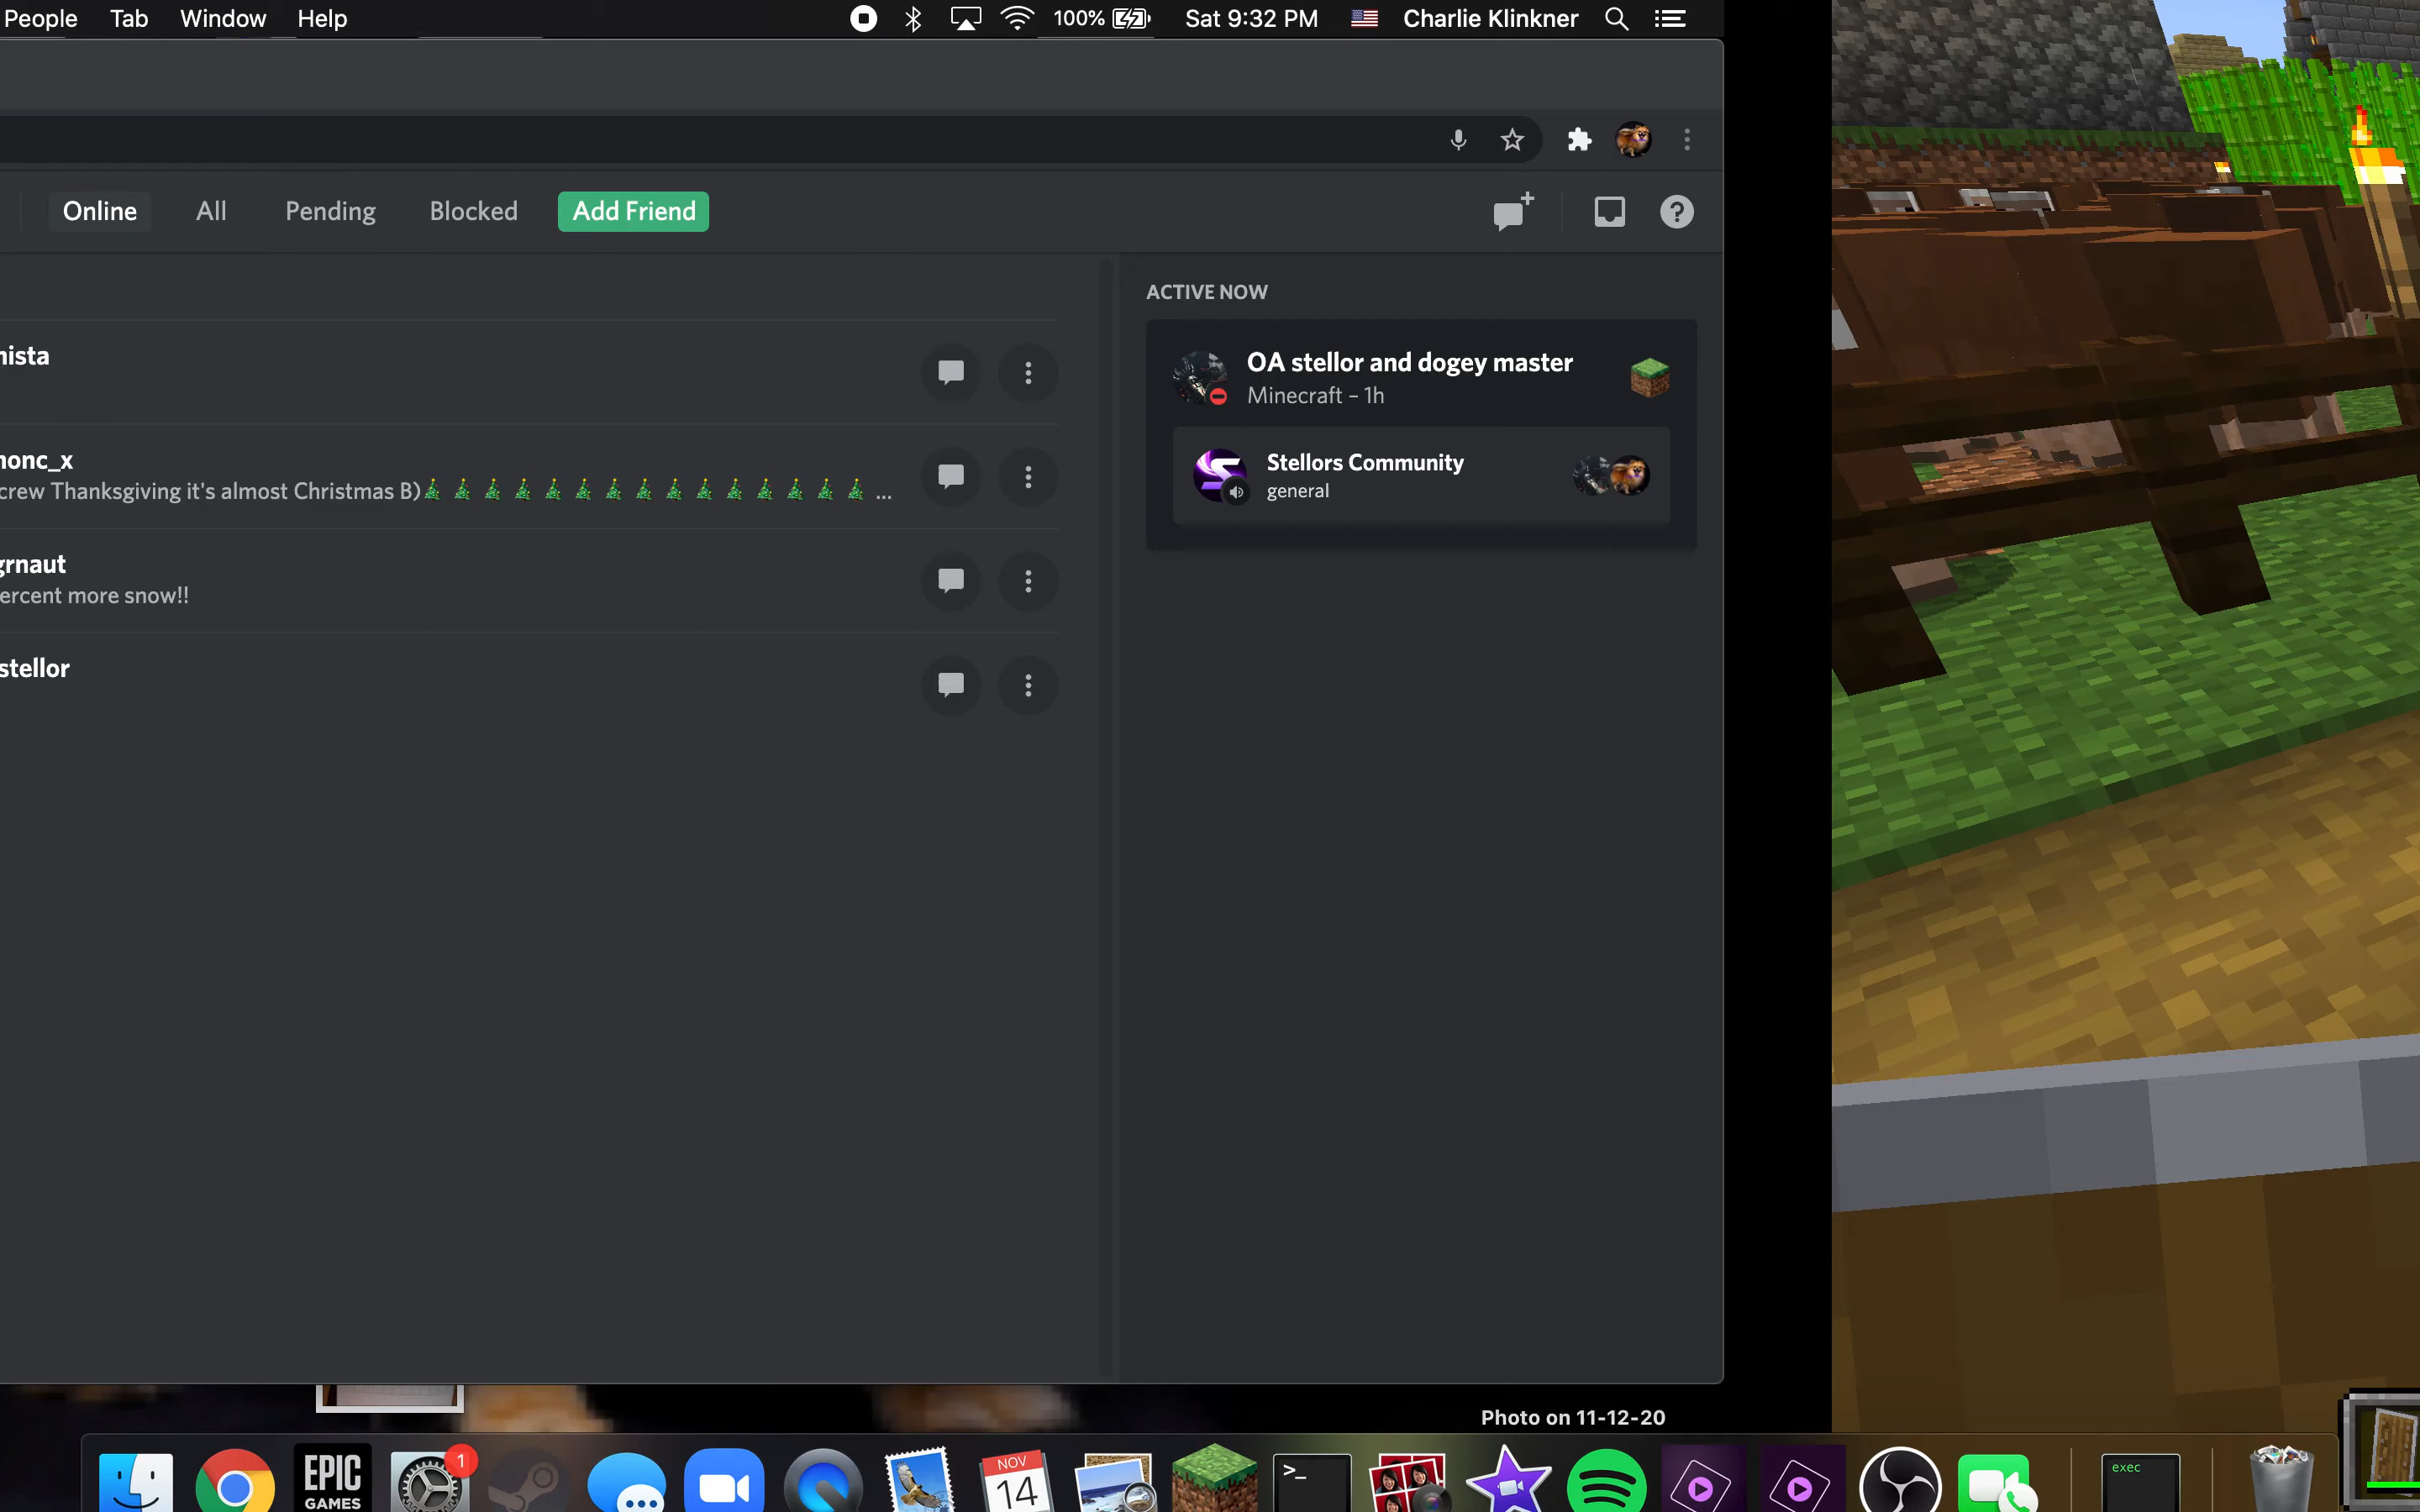 People Tab Window Help 100% Sat 9:32 PM Charlie Klinkner
Online All Pending Blocked Add Friend
ACTIVE NOW
nista
OA stellor and dogey master
Minecraft – 1h
nonc_x
crew Thanksgiving it's almost Christmas B)🎄 🎄 🎄 🎄 🎄 🎄 🎄 🎄 🎄 🎄 🎄 🎄 🎄 🎄 🎄 ...
Stellors Community
general
grnaut
ercent more snow!!
stellor
Photo on 11-12-20
EPIC
GAMES
1
NOV
14
>_
exec